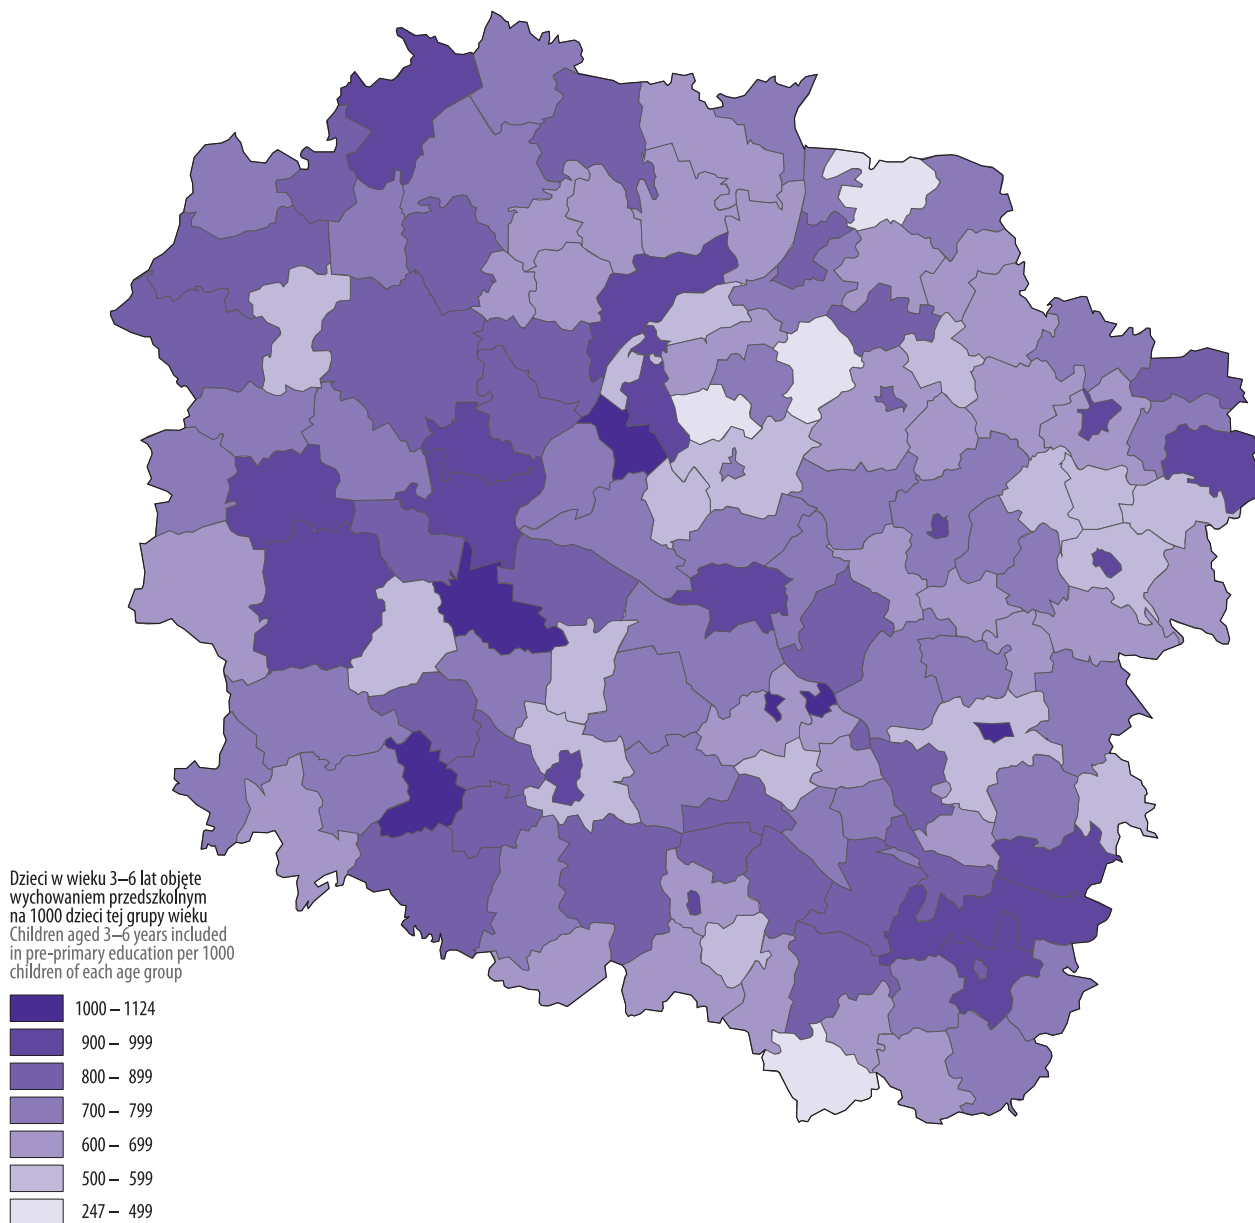 Dzieci w wieku 3–6 lat objęte
wychowaniem przedszkolnym
na 1000 dzieci tej grupy wieku
Children aged 3–6 years included
in pre-primary education per 1000
children of each age group
1000 – 1124
900 – 999
800 – 899
700 – 799
600 – 699
500 – 599
247 – 499